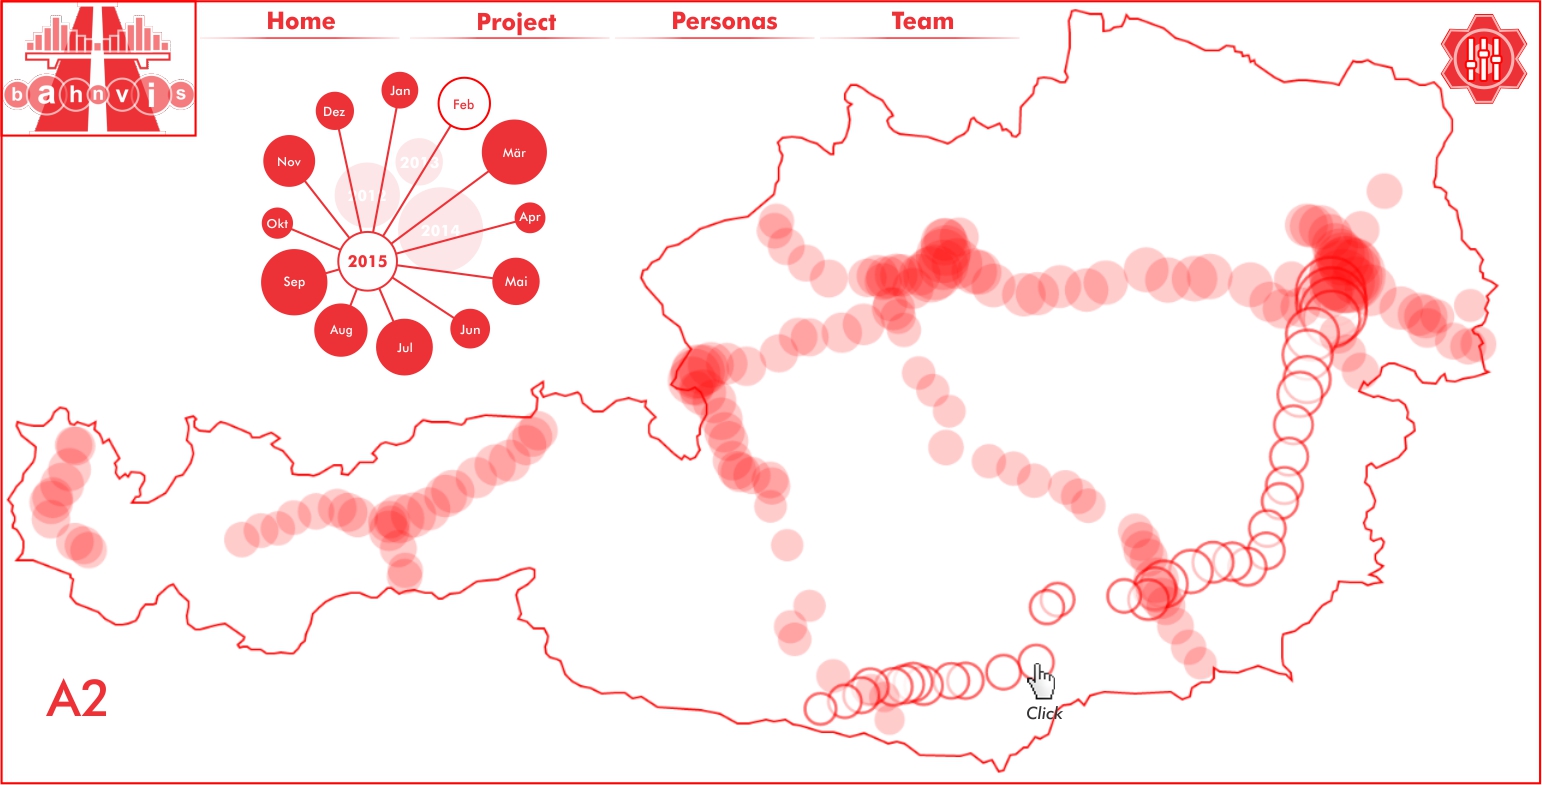 Home Project Personas Team
b a h n v i s
Jan
Feb
Dez
Mär
Nov
2013
2012
Apr
Okt
2014
2015
Sep
Mai
Aug
Jun
Jul
A2
Click